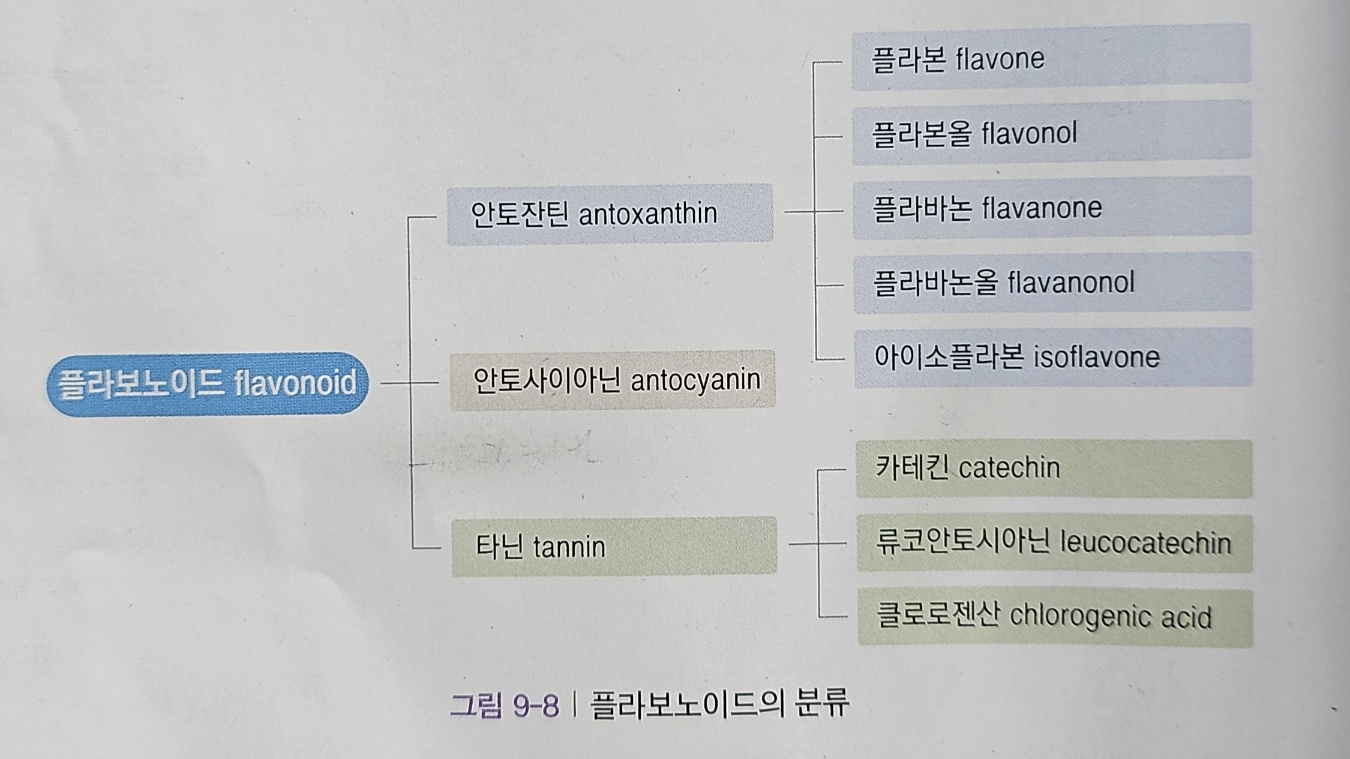 플라보노이드 flavonoid
안토잔틴 antoxanthin
플라본 flavone
플라본올 flavonol
플라바논 flavanone
플라바논올 flavanonol
아이소플라본 isoflavone
안토사이아닌 antocyanin
타닌 tannin
카테킨 catechin
류코안토시아닌 leucocatechin
클로로젠산 chlorogenic acid
그림 9-8 | 플라보노이드의 분류